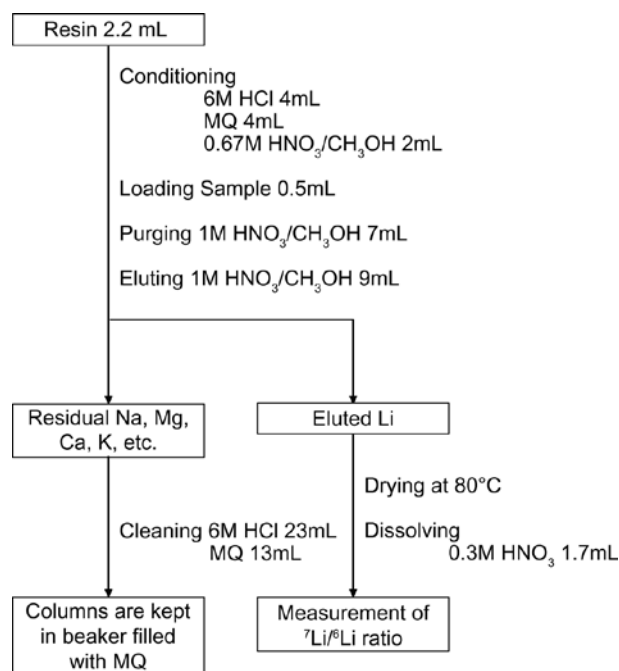 Resin 2.2 mL
Conditioning
6M HCl 4mL
MQ 4mL
0.67M HNO₃/CH₃OH 2mL
Loading Sample 0.5mL
Purging 1M HNO₃/CH₃OH 7mL
Eluting 1M HNO₃/CH₃OH 9mL
Residual Na, Mg,
Ca, K, etc.
Eluted Li
Drying at 80°C
Cleaning 6M HCl 23mL
MQ 13mL
Dissolving
0.3M HNO₃ 1.7mL
Columns are kept
in beaker filled
with MQ
Measurement of
⁷Li/⁶Li ratio